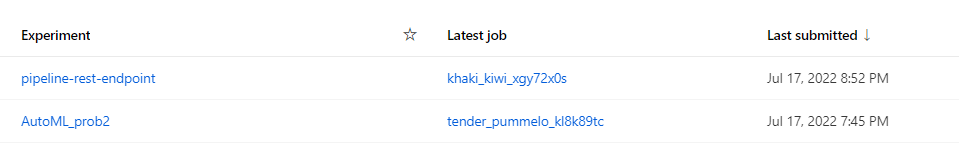 Experiment ☆ Latest job Last submitted ↓
pipeline-rest-endpoint khaki_kiwi_xgy72x0s Jul 17, 2022 8:52 PM
AutoML_prob2 tender_pummelo_kl8k89tc Jul 17, 2022 7:45 PM